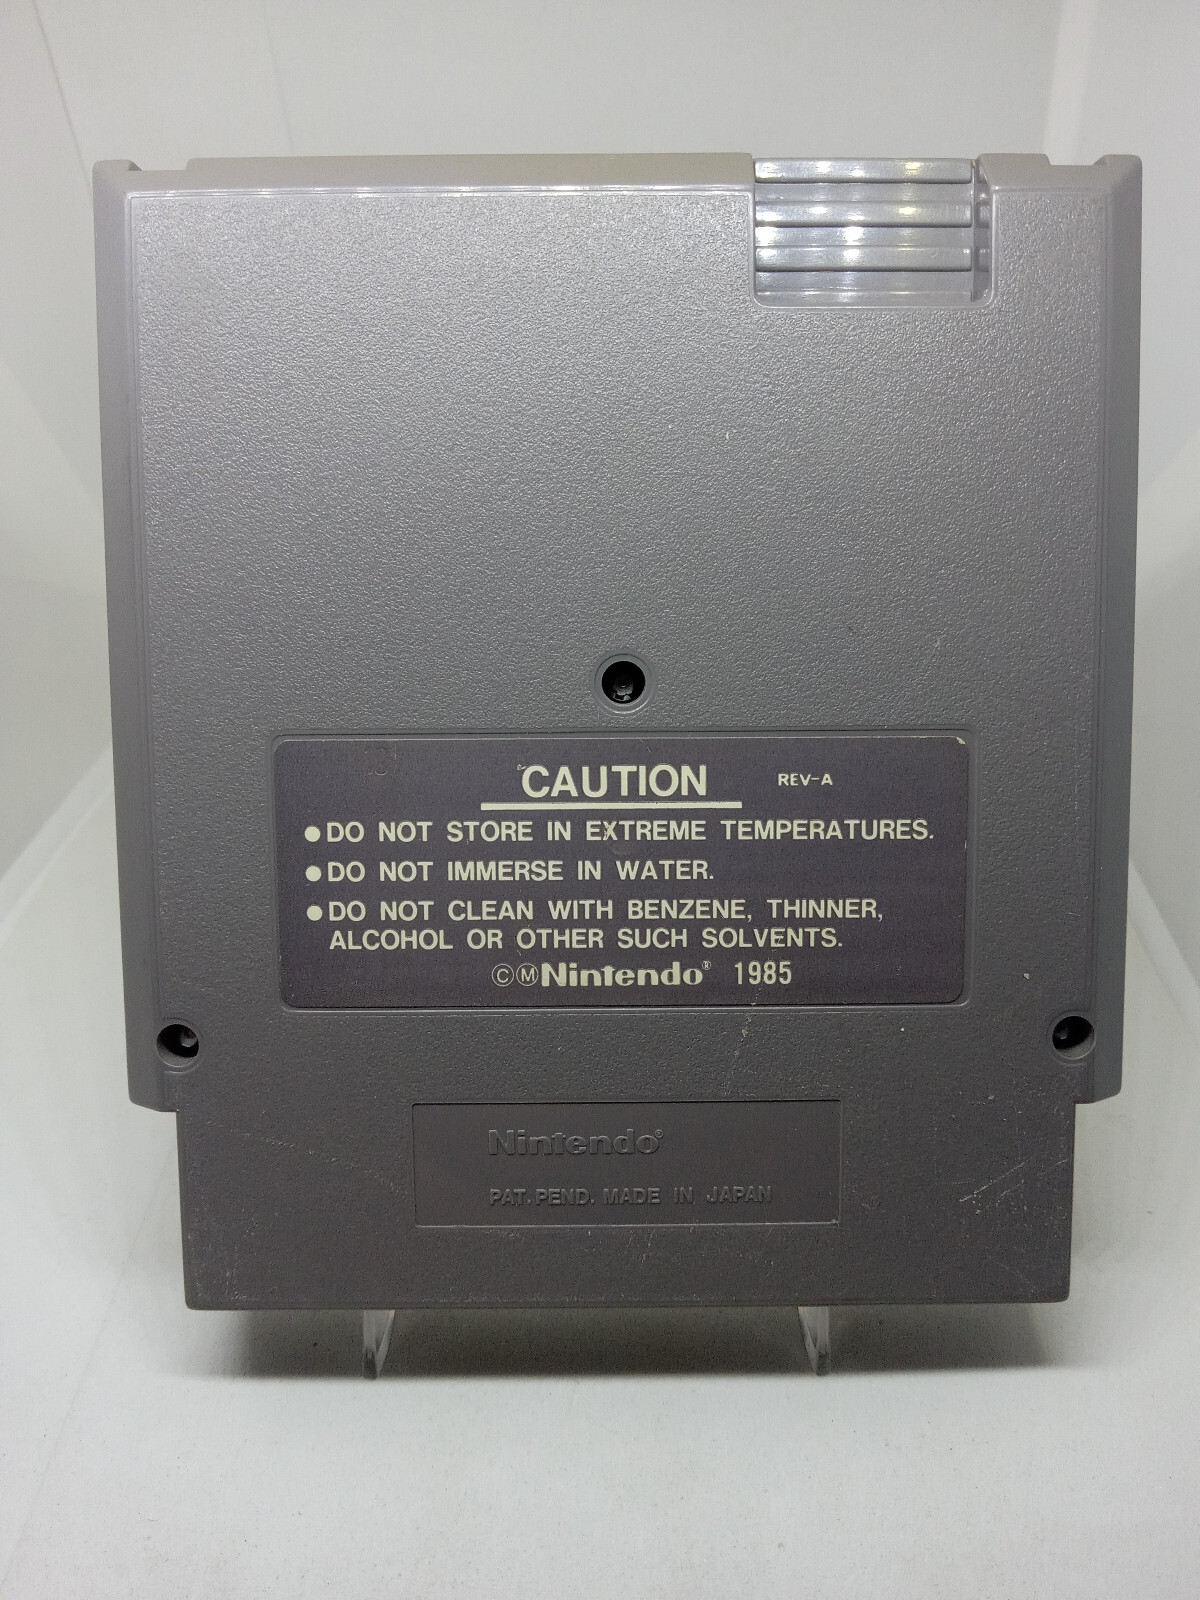 CAUTION REV-A
●DO NOT STORE IN EXTREME TEMPERATURES.
●DO NOT IMMERSE IN WATER.
●DO NOT CLEAN WITH BENZENE, THINNER,
ALCOHOL OR OTHER SUCH SOLVENTS.
ⓒⓂNintendo® 1985
Nintendo®
PAT. PEND. MADE IN JAPAN